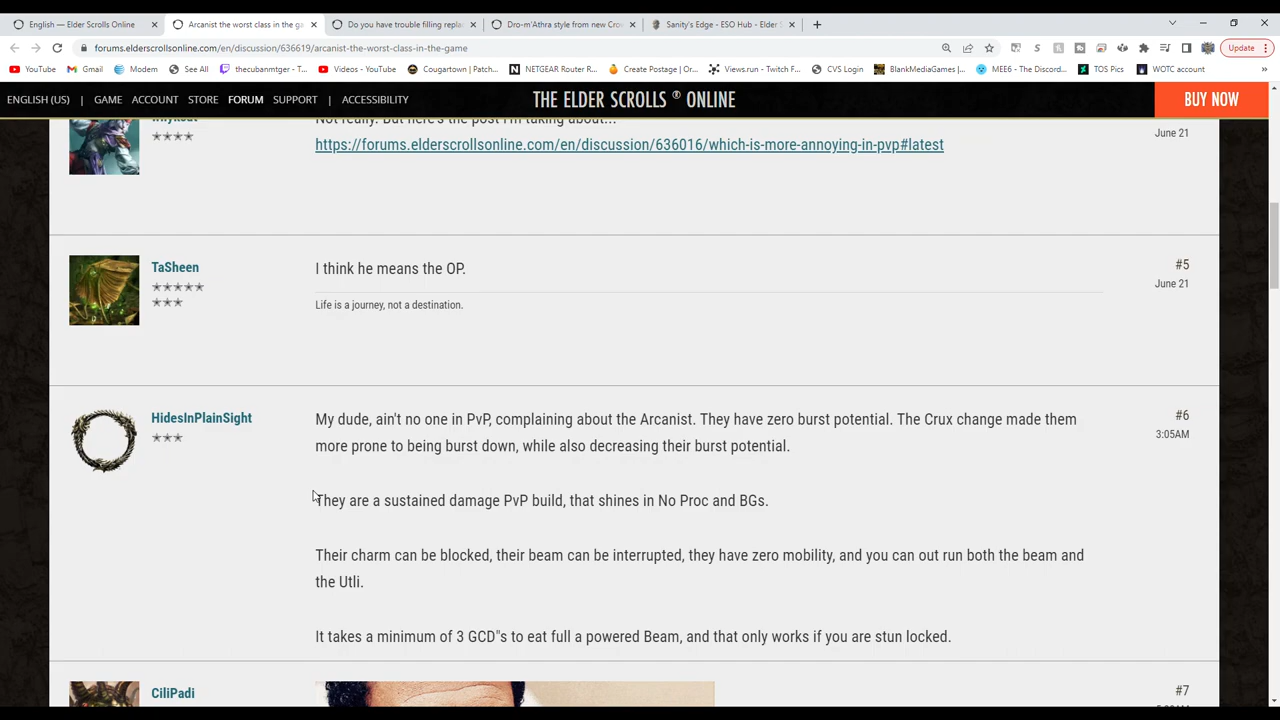 English — Elder Scrolls Online
Arcanist the worst class in the ga
Do you have trouble filling repla
Dro-m'Athra style from new Cro
Sanity's Edge - ESO Hub - Elder S
forums.elderscrollsonline.com/en/discussion/636619/arcanist-the-worst-class-in-the-game
Update
YouTube
Gmail
Modem
See All
thecubanmtger - T...
Videos - YouTube
Cougartown | Patch...
NETGEAR Router R...
Create Postage | Or...
Views.run - Twitch F...
CVS Login
BlankMediaGames |...
MEE6 - The Discord...
TOS Pics
WOTC account
ENGLISH (US) | GAME ACCOUNT STORE FORUM SUPPORT | ACCESSIBILITY
THE ELDER SCROLLS ® ONLINE
BUY NOW
Not really. But here's the post I'm taking about...
June 21
https://forums.elderscrollsonline.com/en/discussion/636016/which-is-more-annoying-in-pvp#latest
TaSheen
I think he means the OP.
#5
June 21
Life is a journey, not a destination.
HidesInPlainSight
#6
3:05AM
My dude, ain't no one in PvP, complaining about the Arcanist. They have zero burst potential. The Crux change made them
more prone to being burst down, while also decreasing their burst potential.
They are a sustained damage PvP build, that shines in No Proc and BGs.
Their charm can be blocked, their beam can be interrupted, they have zero mobility, and you can out run both the beam and
the Utli.
It takes a minimum of 3 GCD"s to eat full a powered Beam, and that only works if you are stun locked.
CiliPadi
#7